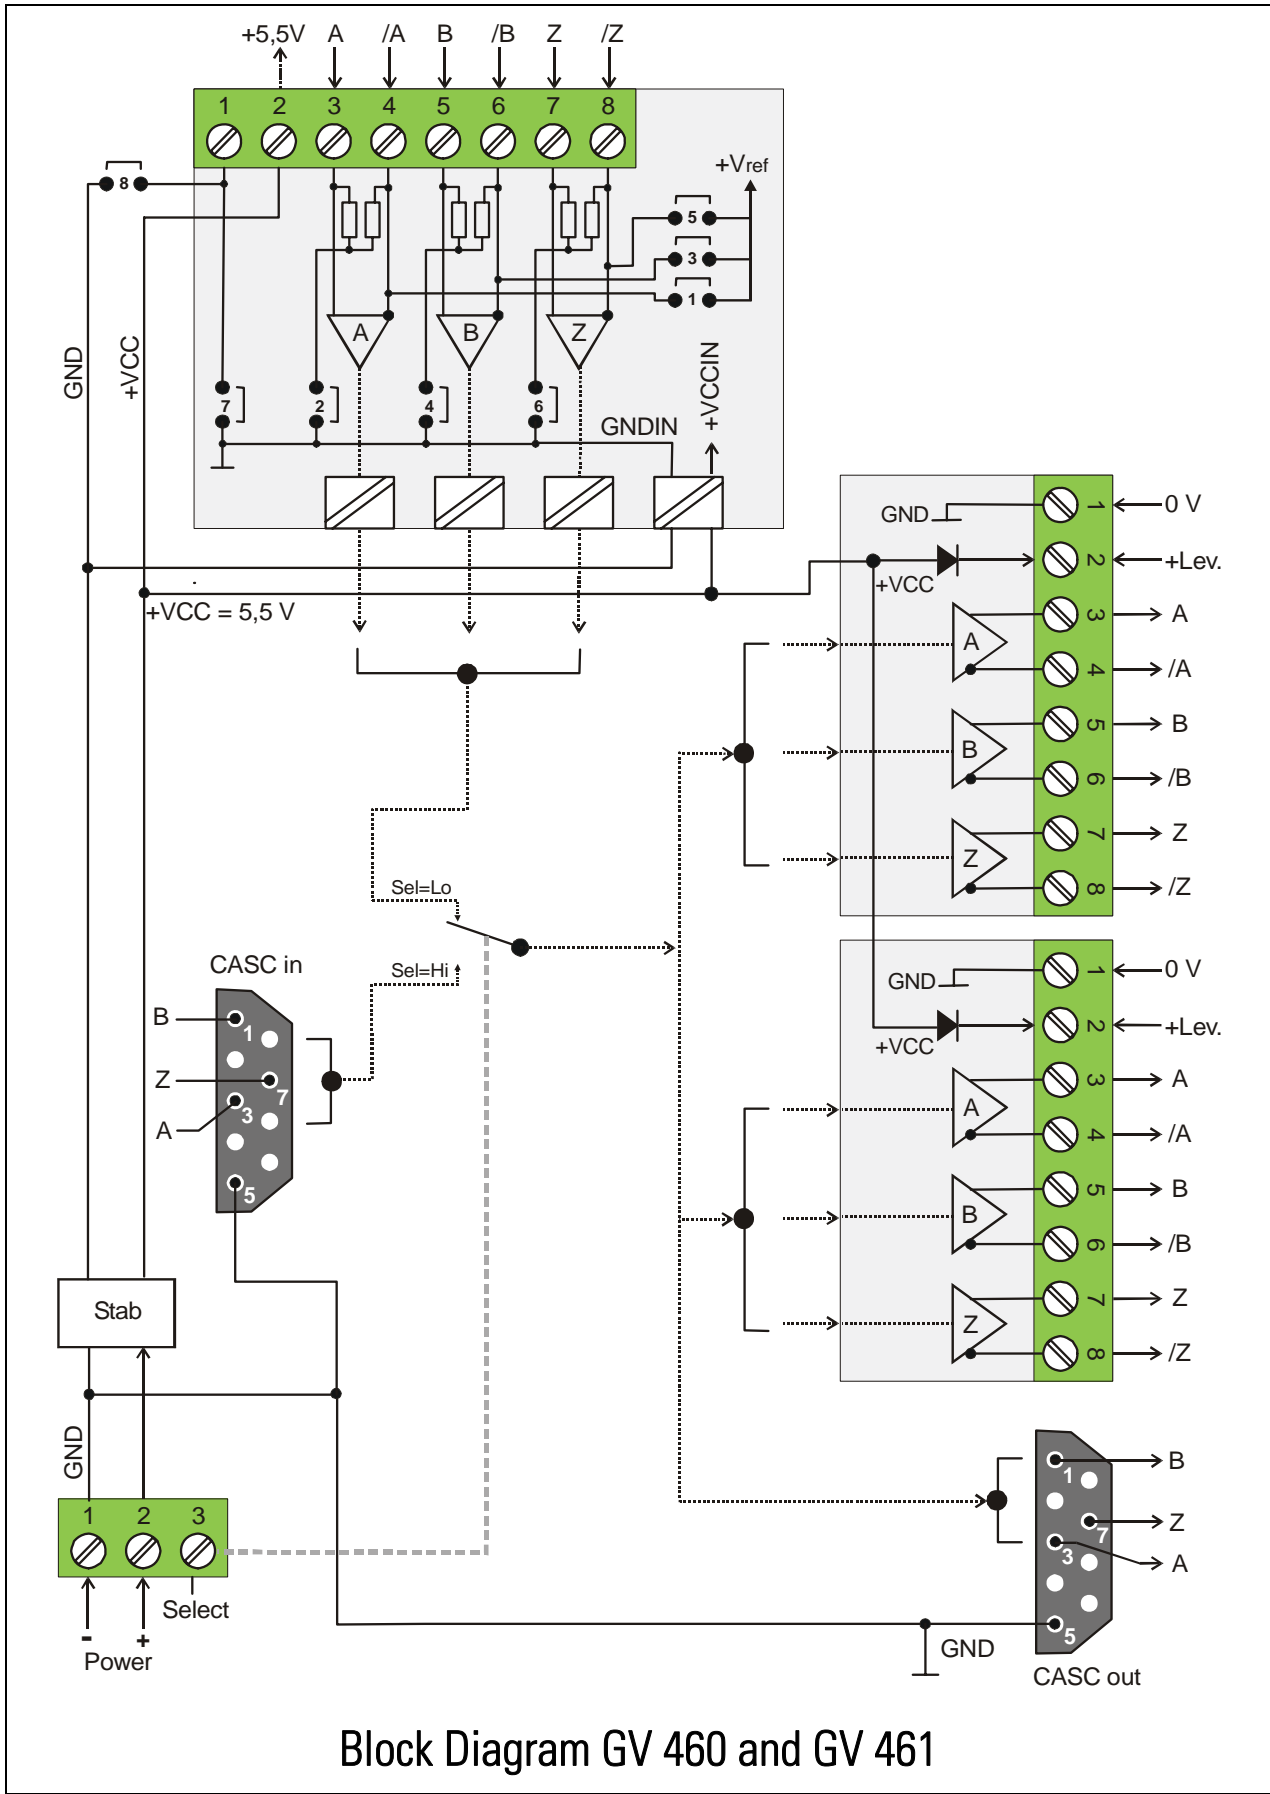 +5,5V A /A B /B Z /Z
1 2 3 4 5 6 7 8
8
+Vref
5
3
1
A B Z
GND
+VCC
+VCCIN
7 2 4 6
GNDIN
+VCC = 5,5 V
GND
1
0 V
2
+Lev.
+VCC
A
3
A
4
/A
B
5
B
6
/B
Z
7
Z
8
/Z
Sel=Lo
Sel=Hi
GND
1
0 V
2
+Lev.
+VCC
A
3
A
4
/A
B
5
B
6
/B
Z
7
Z
8
/Z
CASC in
B
1
Z
7
A
3
5
Stab
GND
1 2 3
Select
- +
Power
1
B
7
Z
3
A
5
GND
CASC out
Block Diagram GV 460 and GV 461